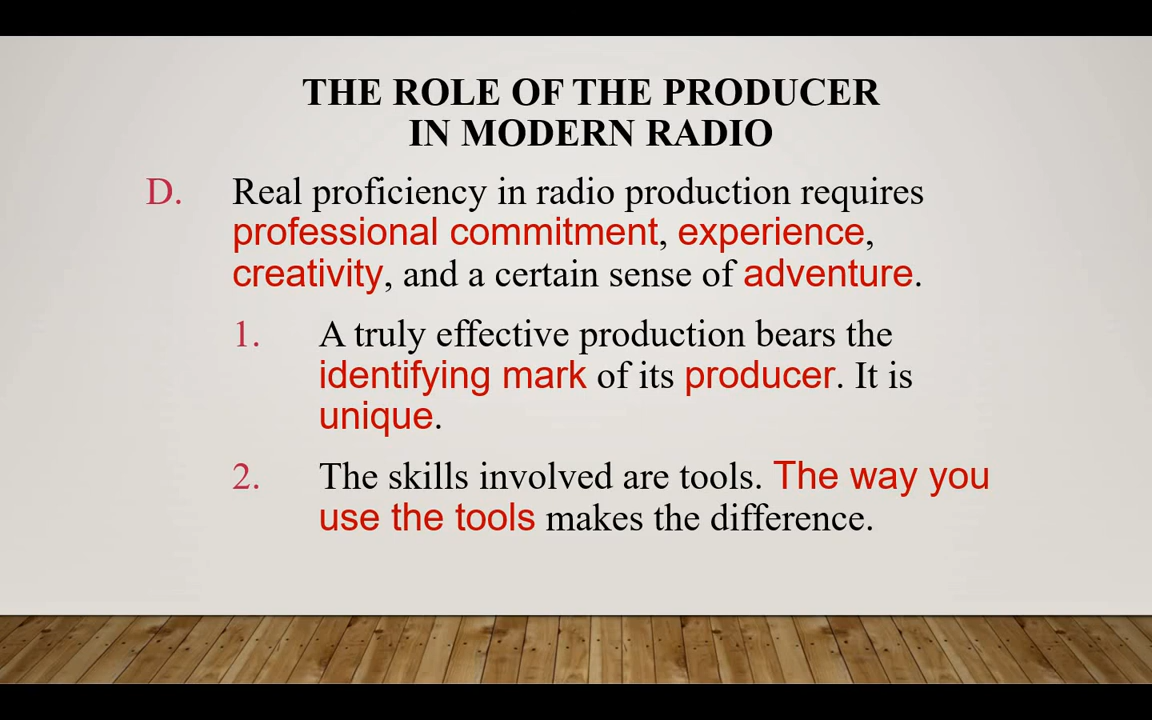 THE ROLE OF THE PRODUCER
IN MODERN RADIO
D. Real proficiency in radio production requires
professional commitment, experience,
creativity, and a certain sense of adventure.
1. A truly effective production bears the
identifying mark of its producer. It is
unique.
2. The skills involved are tools. The way you
use the tools makes the difference.